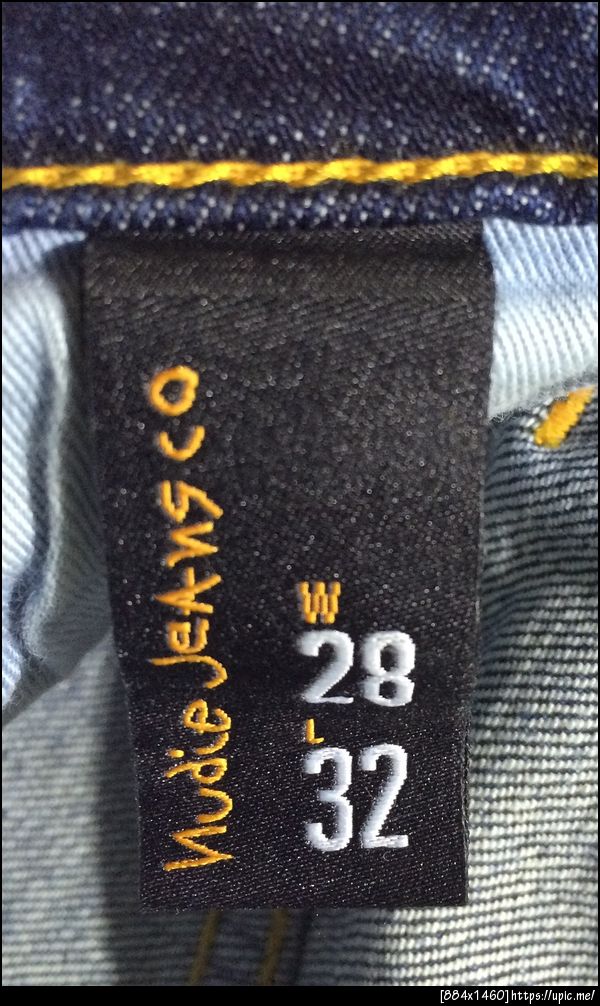 Nudie Jeans co
W
28
L
32
[884x1460]https://upic.me/